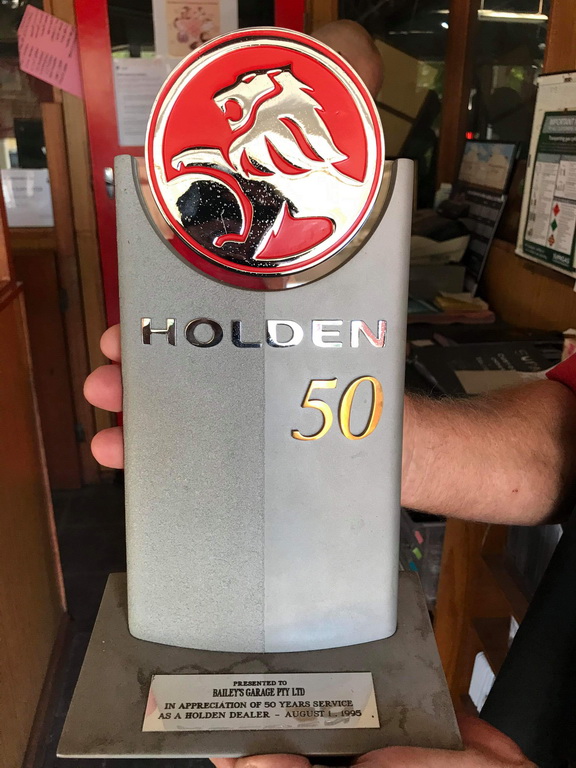 HOLDEN
50
PRESENTED TO
BAILEY'S GARAGE PTY LTD
IN APPRECIATION OF 50 YEARS SERVICE
AS A HOLDEN DEALER - AUGUST 1, 1995
IMPORTANT